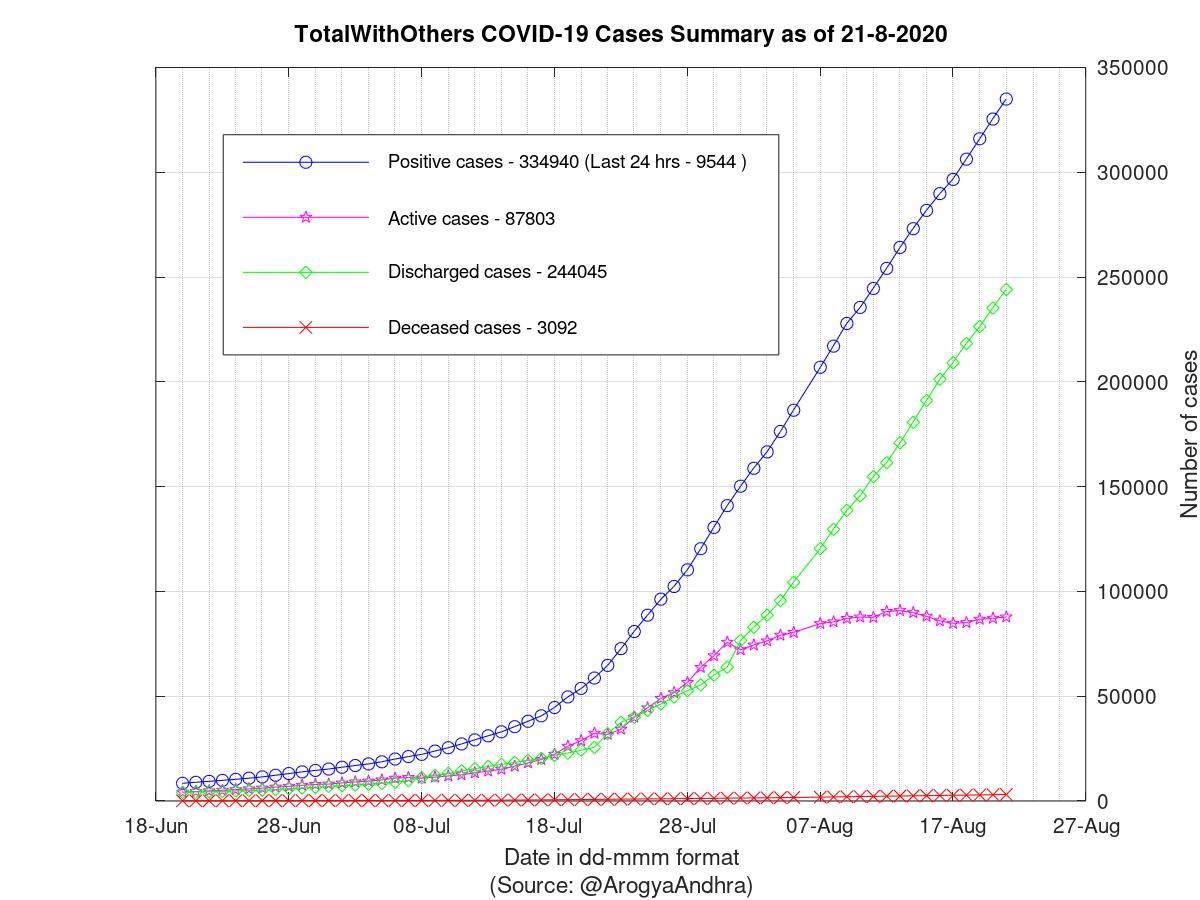 TotalWithOthers COVID-19 Cases Summary as of 21-8-2020
Positive cases - 334940 (Last 24 hrs - 9544 )
Active cases - 87803
Discharged cases - 244045
Deceased cases - 3092
350000
300000
250000
200000
150000
100000
50000
0
Number of cases
18-Jun 28-Jun 08-Jul 18-Jul 28-Jul 07-Aug 17-Aug 27-Aug
Date in dd-mmm format
(Source: @ArogyaAndhra)